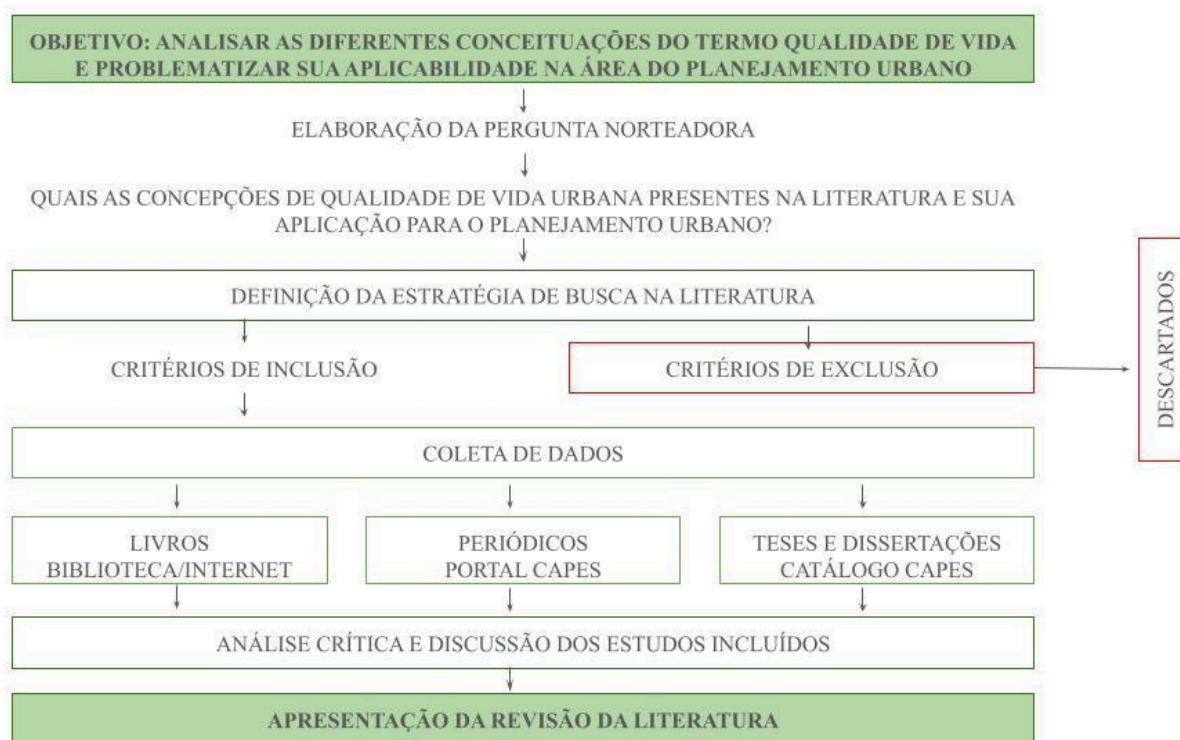 OBJETIVO: ANALISAR AS DIFERENTES CONCEITUAÇÕES DO TERMO QUALIDADE DE VIDA
E PROBLEMATIZAR SUA APLICABILIDADE NA ÁREA DO PLANEJAMENTO URBANO
ELABORAÇÃO DA PERGUNTA NORTEADORA
QUAIS AS CONCEPÇÕES DE QUALIDADE DE VIDA URBANA PRESENTES NA LITERATURA E SUA
APLICAÇÃO PARA O PLANEJAMENTO URBANO?
DEFINIÇÃO DA ESTRATÉGIA DE BUSCA NA LITERATURA
CRITÉRIOS DE INCLUSÃO
CRITÉRIOS DE EXCLUSÃO
DESCARTADOS
COLETA DE DADOS
LIVROS
BIBLIOTECA/INTERNET
PERIÓDICOS
PORTAL CAPES
TESES E DISSERTAÇÕES
CATÁLOGO CAPES
ANÁLISE CRÍTICA E DISCUSSÃO DOS ESTUDOS INCLUÍDOS
APRESENTAÇÃO DA REVISÃO DA LITERATURA